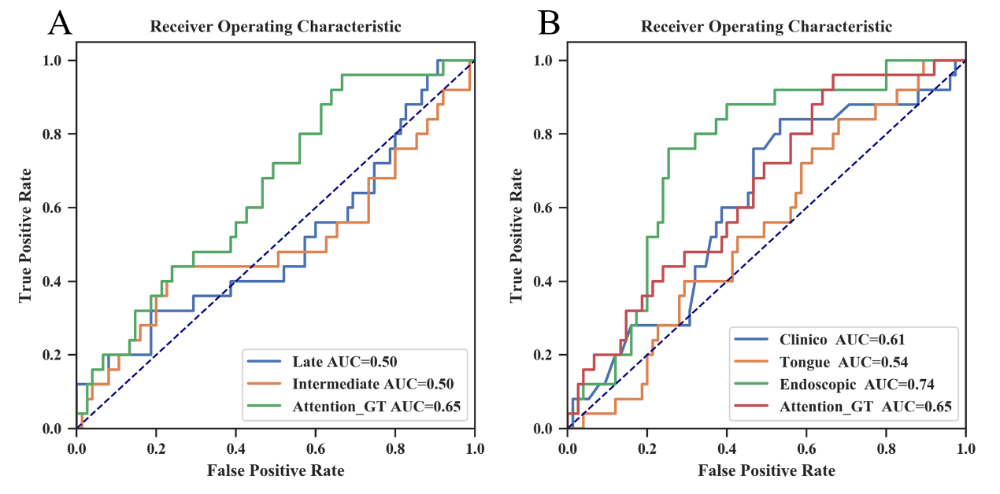 A
Receiver Operating Characteristic
True Positive Rate
1.0
0.8
0.6
0.4
0.2
0.0
Late AUC=0.50
Intermediate AUC=0.50
Attention_GT AUC=0.65
0.0 0.2 0.4 0.6 0.8 1.0
False Positive Rate
B
Receiver Operating Characteristic
True Positive Rate
1.0
0.8
0.6
0.4
0.2
0.0
Clinico AUC=0.61
Tongue AUC=0.54
Endoscopic AUC=0.74
Attention_GT AUC=0.65
0.0 0.2 0.4 0.6 0.8 1.0
False Positive Rate